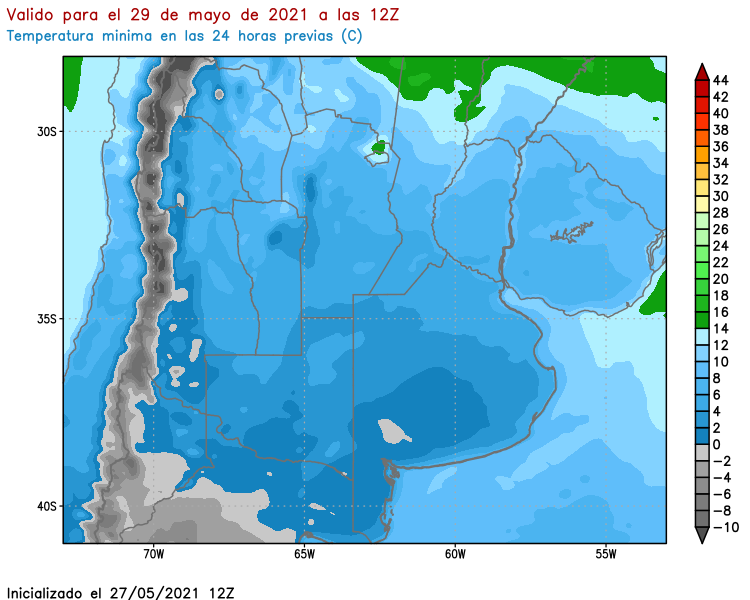 Valido para el 29 de mayo de 2021 a las 12Z
Temperatura minima en las 24 horas previas (C)
30S
35S
40S
70W
65W
60W
55W
44
42
40
38
36
34
32
30
28
26
24
22
20
18
16
14
12
10
8
6
4
2
0
−2
−4
−6
−8
−10
Inicializado el 27/05/2021 12Z